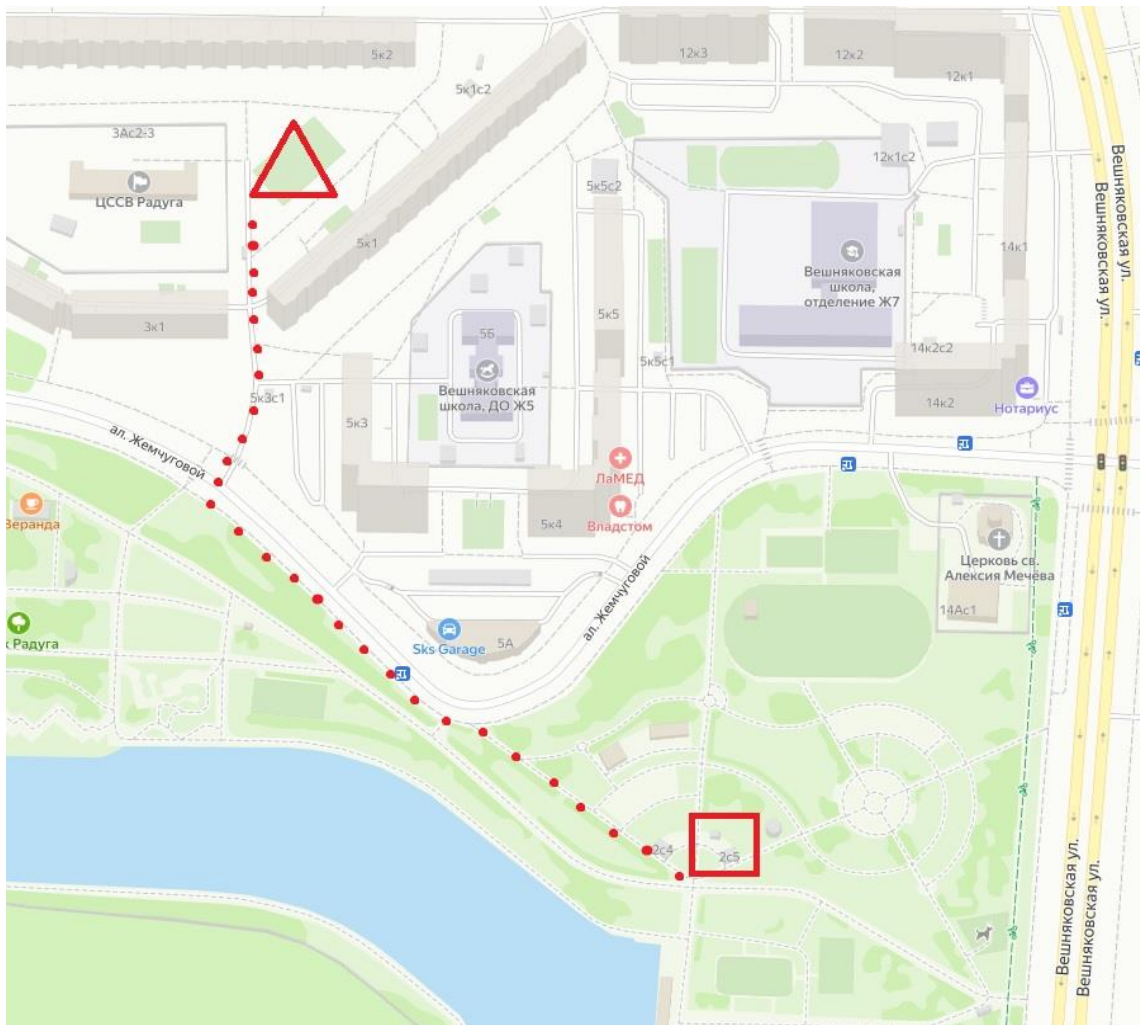 5к2
12к3
12к2
12к1
5к1с2
3Ас2-3
12к1с2
ЦССВ Радуга
5к5с2
Вешняковская ул.
Вешняковская ул.
5к1
14к1
Вешняковская
школа,
отделение Ж7
3к1
5Б
5к5
14к2с2
5к5с1
Вешняковская
школа, ДО Ж5
5к3с1
14к2
Нотариус
5к3
ал. Жемчуговой
ЛаМЕД
Веранда
5к4
Владстом
Церковь св.
Алексия Мечёва
ал. Жемчуговой
14Ас1
к Радуга
Sks Garage
5А
2с4
2с5
Вешняковская ул.
Вешняковская ул.